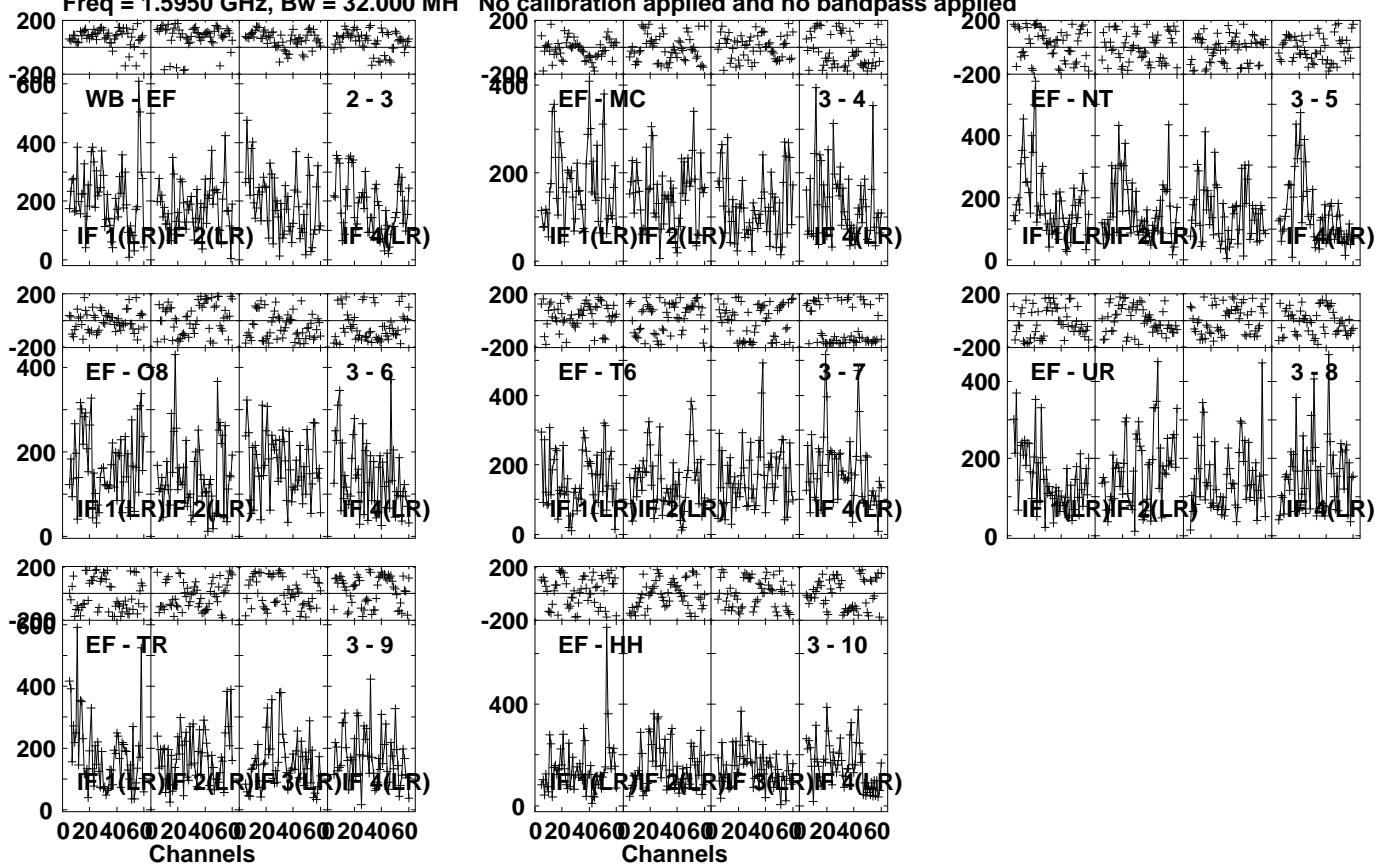 Freq = 1.5950 GHz, Bw = 32.000 MH No calibration applied and no bandpass applied
200
-200
600
400
200
0
WB - EF 2 - 3
IF 1(LR) IF 2(LR) IF 4(LR)
200
-200
400
200
0
EF - MC 3 - 4
IF 1(LR) IF 2(LR) IF 4(LR)
200
-200
400
200
0
EF - NT 3 - 5
IF 1(LR) IF 2(LR) IF 4(LR)
200
-200
400
200
0
EF - O8 3 - 6
IF 1(LR) IF 2(LR) IF 4(LR)
200
-200
400
200
0
EF - T6 3 - 7
IF 1(LR) IF 2(LR) IF 4(LR)
200
-200
400
200
0
EF - UR 3 - 8
IF 1(LR) IF 2(LR) IF 4(LR)
200
-200
600
400
200
0
EF - TR 3 - 9
IF 1(LR) IF 2(LR) IF 3(LR) IF 4(LR)
0 20 40 60 0 20 40 60 0 20 40 60 0 20 40 60
Channels
200
-200
400
0
EF - HH 3 - 10
IF 1(LR) IF 2(LR) IF 3(LR) IF 4(LR)
0 20 40 60 0 20 40 60 0 20 40 60 0 20 40 60
Channels